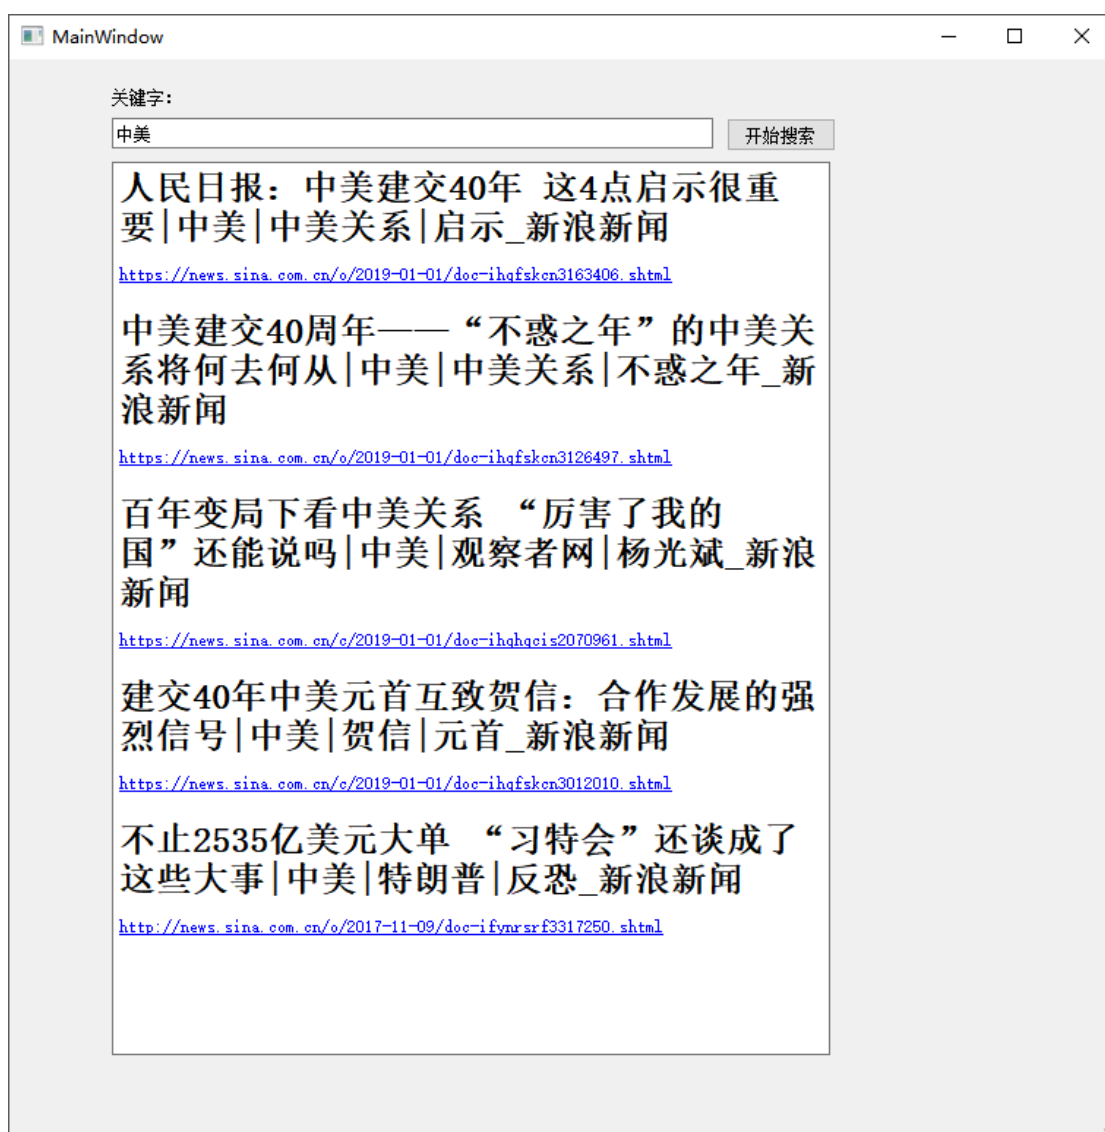 MainWindow
关键字：
中美
开始搜索
人民日报：中美建交40年 这4点启示很重
要|中美|中美关系|启示_新浪新闻
https://news.sina.com.cn/o/2019-01-01/doc-ihqfskcn3163406.shtml
中美建交40周年——“不惑之年”的中美关
系将何去何从|中美|中美关系|不惑之年_新
浪新闻
https://news.sina.com.cn/o/2019-01-01/doc-ihqfskcn3126497.shtml
百年变局下看中美关系 “厉害了我的
国”还能说吗|中美|观察者网|杨光斌_新浪
新闻
https://news.sina.com.cn/c/2019-01-01/doc-ihqhqcis2070961.shtml
建交40年中美元首互致贺信：合作发展的强
烈信号|中美|贺信|元首_新浪新闻
https://news.sina.com.cn/c/2019-01-01/doc-ihqfskcn3012010.shtml
不止2535亿美元大单 “习特会”还谈成了
这些大事|中美|特朗普|反恐_新浪新闻
http://news.sina.com.cn/o/2017-11-09/doc-ifynrsrf3317250.shtml